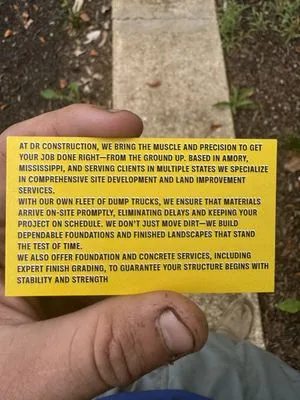 AT DR CONSTRUCTION, WE BRING THE MUSCLE AND PRECISION TO GET
YOUR JOB DONE RIGHT—FROM THE GROUND UP. BASED IN AMORY,
MISSISSIPPI, AND SERVING CLIENTS IN MULTIPLE STATES WE SPECIALIZE
IN COMPREHENSIVE SITE DEVELOPMENT AND LAND IMPROVEMENT
SERVICES.
WITH OUR OWN FLEET OF DUMP TRUCKS, WE ENSURE THAT MATERIALS
ARRIVE ON-SITE PROMPTLY, ELIMINATING DELAYS AND KEEPING YOUR
PROJECT ON SCHEDULE. WE DON'T JUST MOVE DIRT—WE BUILD
DEPENDABLE FOUNDATIONS AND FINISHED LANDSCAPES THAT STAND
THE TEST OF TIME.
WE ALSO OFFER FOUNDATION AND CONCRETE SERVICES, INCLUDING
EXPERT FINISH GRADING, TO GUARANTEE YOUR STRUCTURE BEGINS WITH
STABILITY AND STRENGTH